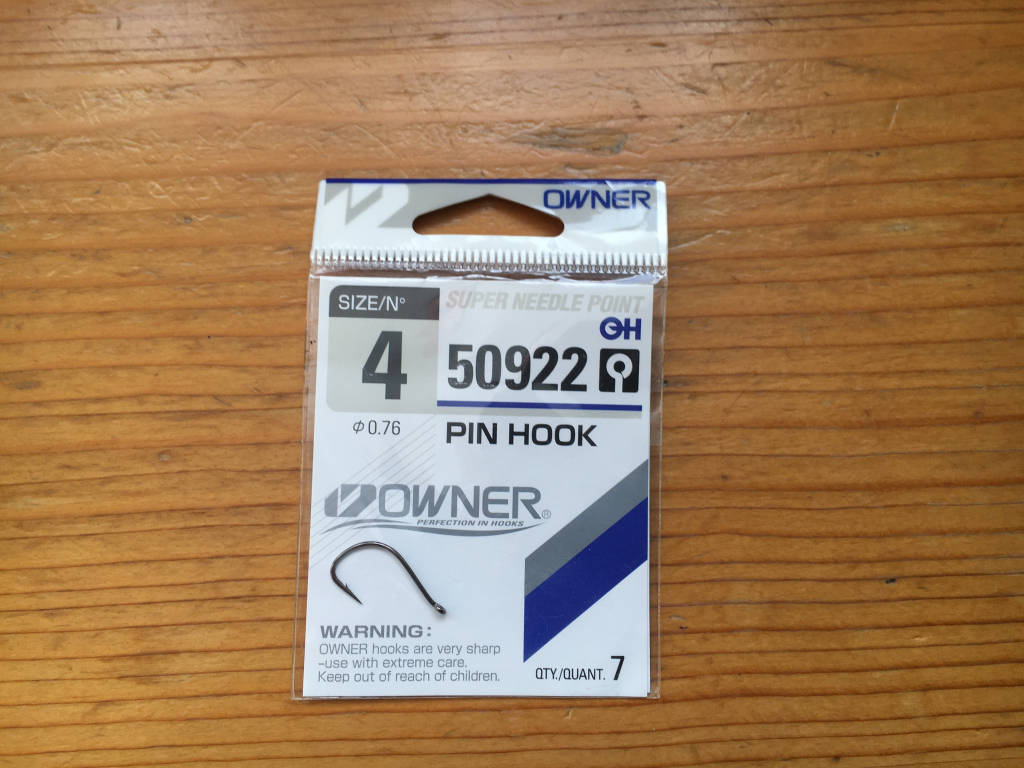 OWNER
SIZE/N°
4
SUPER NEEDLE POINT
OH
50922
φ 0.76
PIN HOOK
OWNER®
PERFECTION IN HOOKS
WARNING:
OWNER hooks are very sharp
-use with extreme care.
Keep out of reach of children.
QTY./QUANT. 7